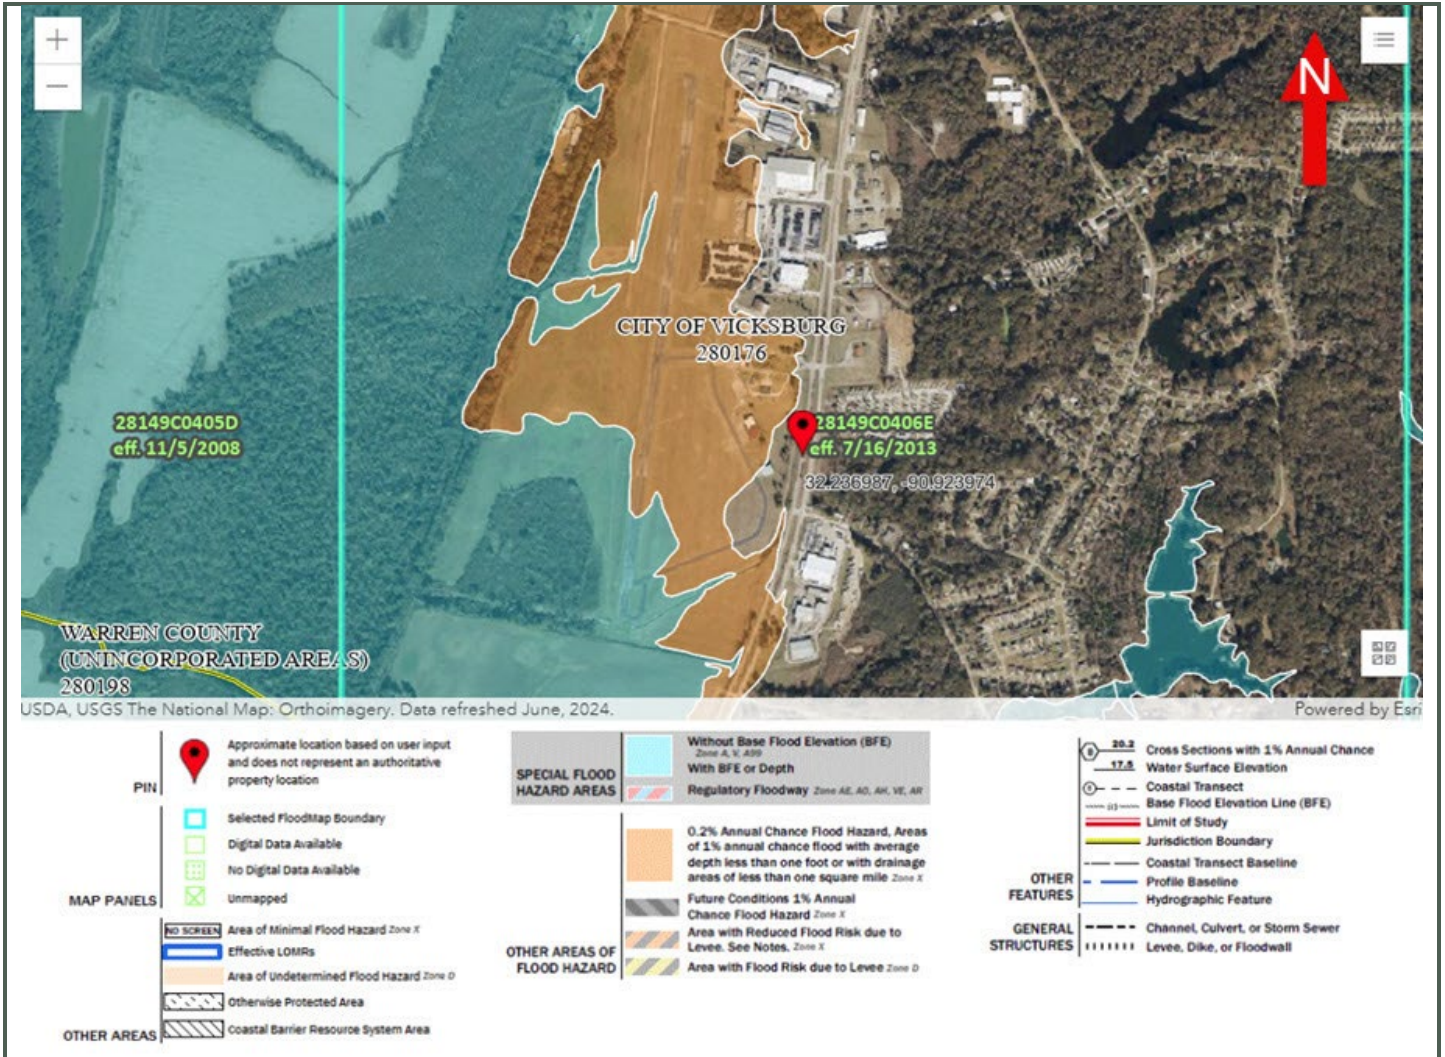 N
CITY OF VICKSBURG
280176
28149C0405D
eff. 11/5/2008
28149C0406E
eff. 7/16/2013
32.236987, -90.923974
WARREN COUNTY
(UNINCORPORATED AREAS)
280198
USDA, USGS The National Map: Orthoimagery. Data refreshed June, 2024.
Powered by Esri
PIN
Approximate location based on user input
and does not represent an authoritative
property location
MAP PANELS
Selected FloodMap Boundary
Digital Data Available
No Digital Data Available
Unmapped
OTHER AREAS
NO SCREEN Area of Minimal Flood Hazard Zone X
Effective LOMRs
Area of Undetermined Flood Hazard Zone D
Otherwise Protected Area
Coastal Barrier Resource System Area
SPECIAL FLOOD
HAZARD AREAS
Without Base Flood Elevation (BFE)
Zone A, V, A99
With BFE or Depth
Regulatory Floodway Zone AE, AO, AH, VE, AR
OTHER AREAS OF
FLOOD HAZARD
0.2% Annual Chance Flood Hazard, Areas
of 1% annual chance flood with average
depth less than one foot or with drainage
areas of less than one square mile Zone X
Future Conditions 1% Annual
Chance Flood Hazard Zone X
Area with Reduced Flood Risk due to
Levee. See Notes. Zone X
Area with Flood Risk due to Levee Zone D
OTHER
FEATURES
20.2 Cross Sections with 1% Annual Chance
17.5 Water Surface Elevation
Coastal Transect
Base Flood Elevation Line (BFE)
Limit of Study
Jurisdiction Boundary
Coastal Transect Baseline
Profile Baseline
Hydrographic Feature
GENERAL
STRUCTURES
Channel, Culvert, or Storm Sewer
Levee, Dike, or Floodwall